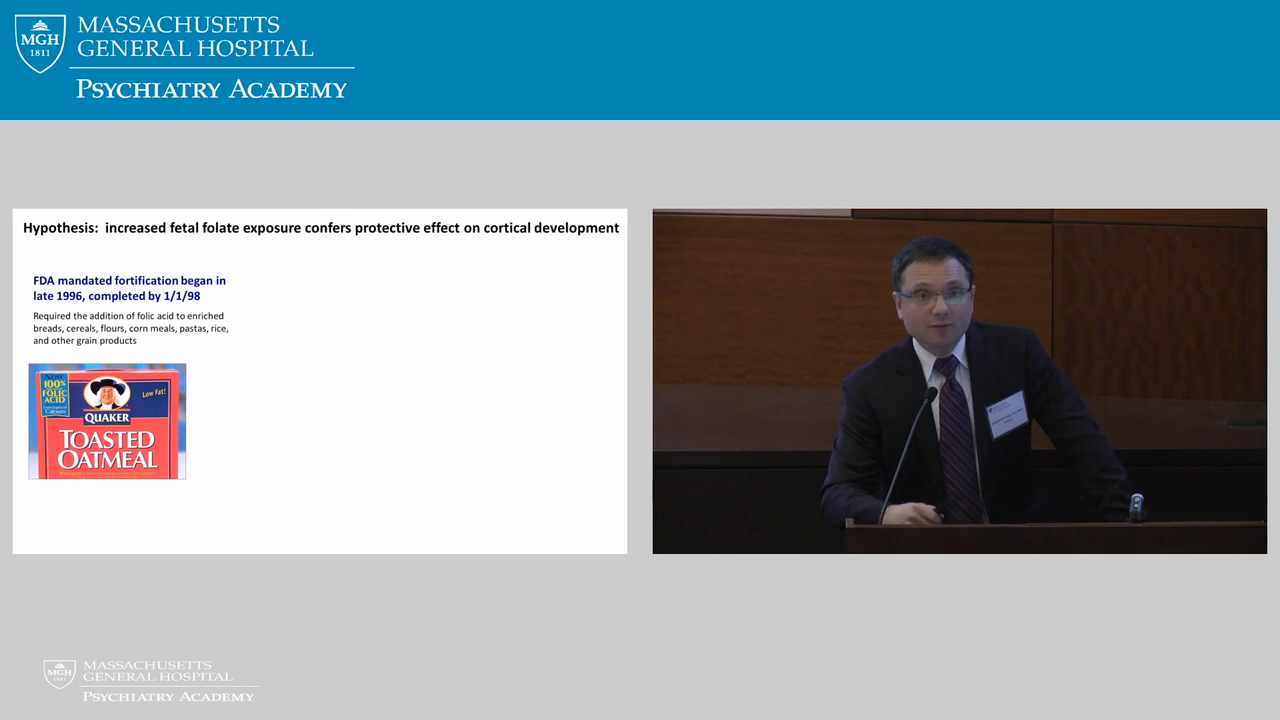 MASSACHUSETTS
GENERAL HOSPITAL
PSYCHIATRY ACADEMY
MGH
1811
Hypothesis: increased fetal folate exposure confers protective effect on cortical development
FDA mandated fortification began in
late 1996, completed by 1/1/98
Required the addition of folic acid to enriched
breads, cereals, flours, corn meals, pastas, rice,
and other grain products
NOW
100%
FOLIC
ACID
Low Fat!
QUAKER
TOASTED
OATMEAL
MGH
1811
MASSACHUSETTS
GENERAL HOSPITAL
PSYCHIATRY ACADEMY